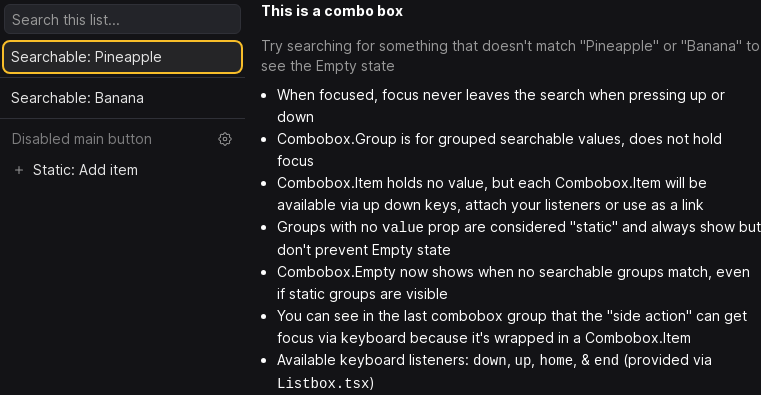 Search this list...
Searchable: Pineapple
Searchable: Banana
Disabled main button
Static: Add item
This is a combo box
Try searching for something that doesn't match "Pineapple" or "Banana" to
see the Empty state
• When focused, focus never leaves the search when pressing up or
down
• Combobox.Group is for grouped searchable values, does not hold
focus
• Combobox.Item holds no value, but each Combobox.Item will be
available via up down keys, attach your listeners or use as a link
• Groups with no value prop are considered "static" and always show but
don't prevent Empty state
• Combobox.Empty now shows when no searchable groups match, even
if static groups are visible
• You can see in the last combobox group that the "side action" can get
focus via keyboard because it's wrapped in a Combobox.Item
• Available keyboard listeners: down, up, home, & end (provided via
Listbox.tsx)